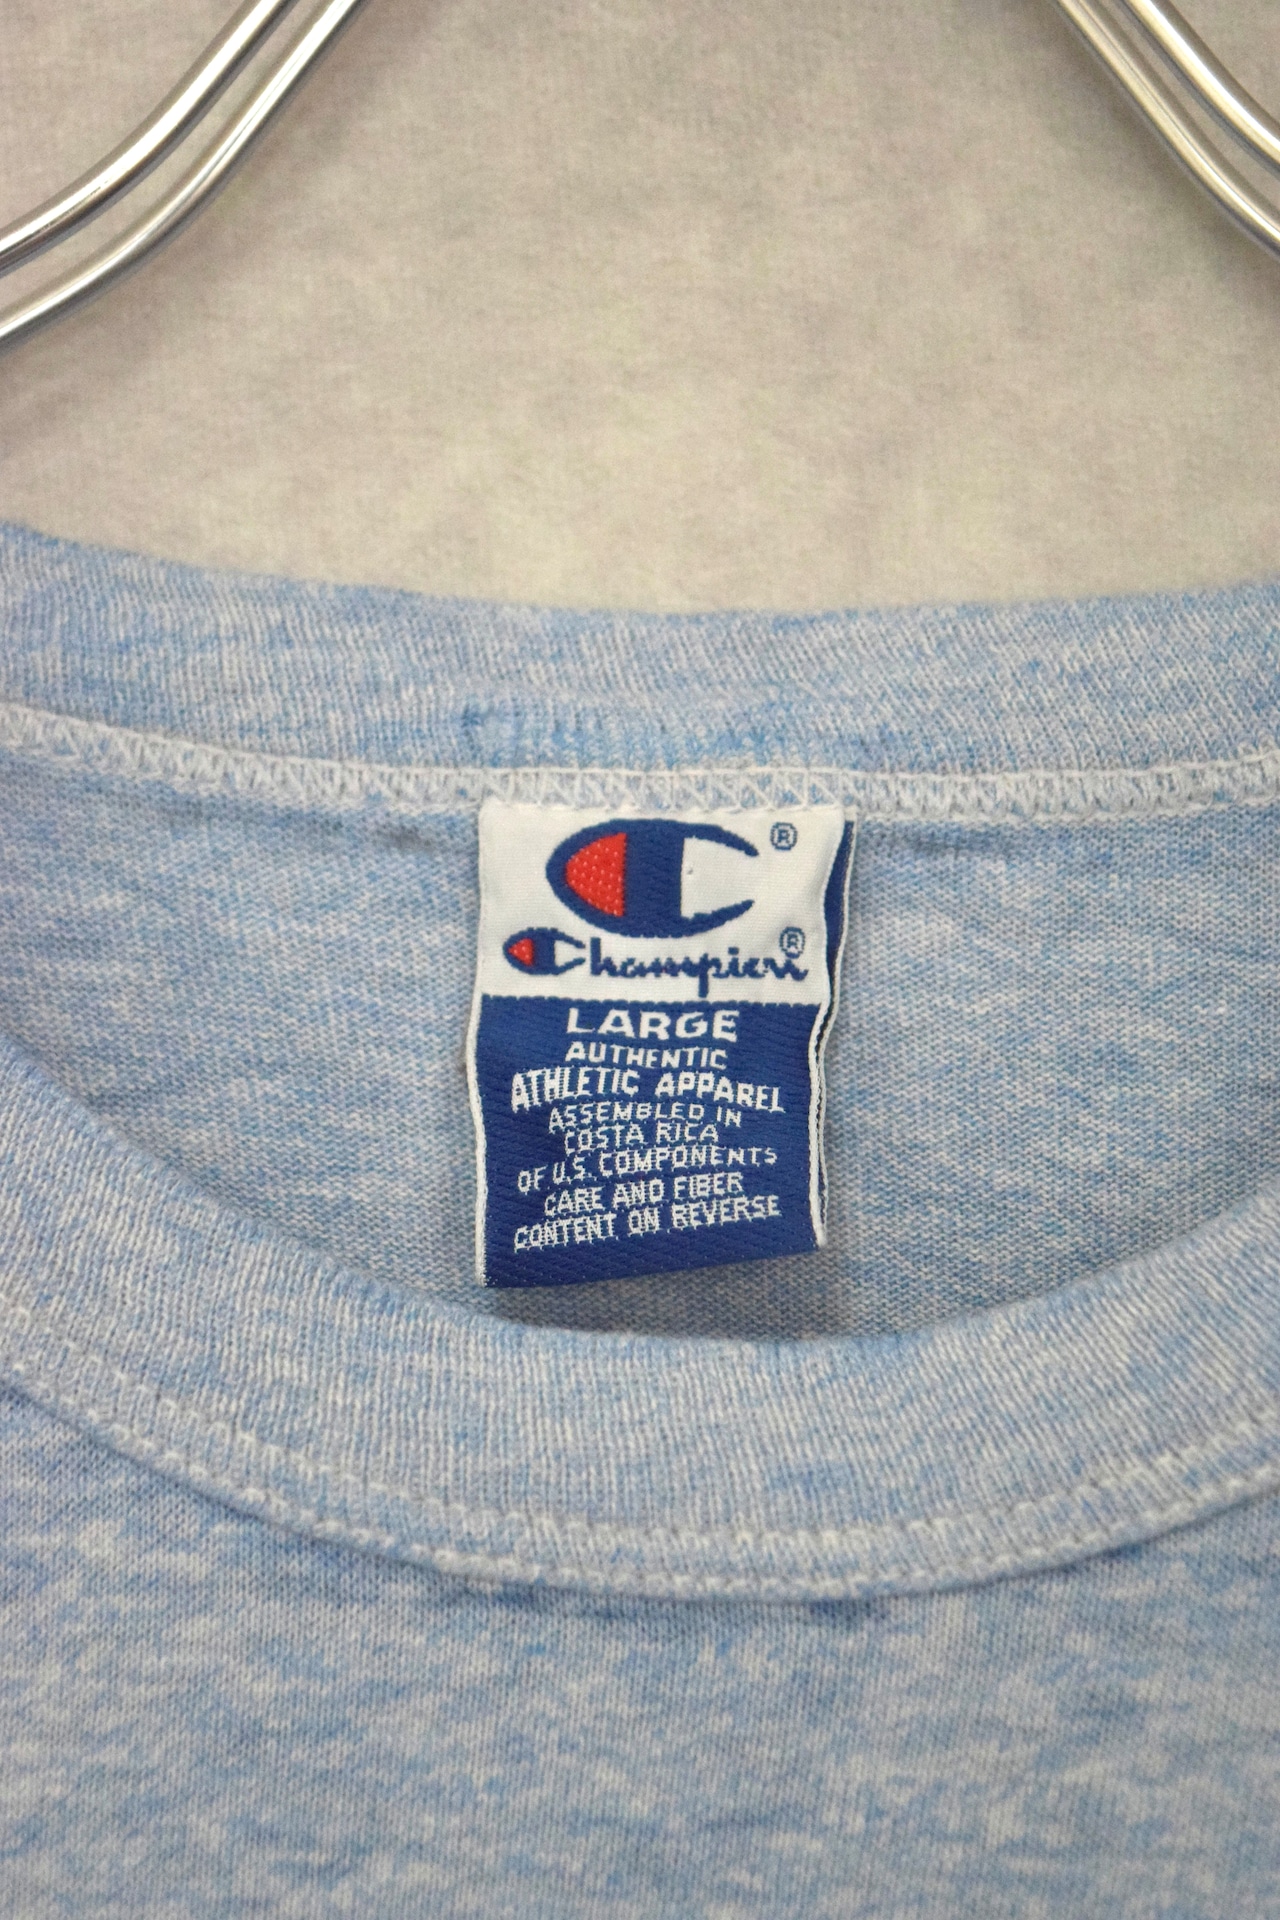 ®
Champion®
LARGE
AUTHENTIC
ATHLETIC APPAREL
ASSEMBLED IN
COSTA RICA
OF U.S. COMPONENTS
CARE AND FIBER
CONTENT ON REVERSE